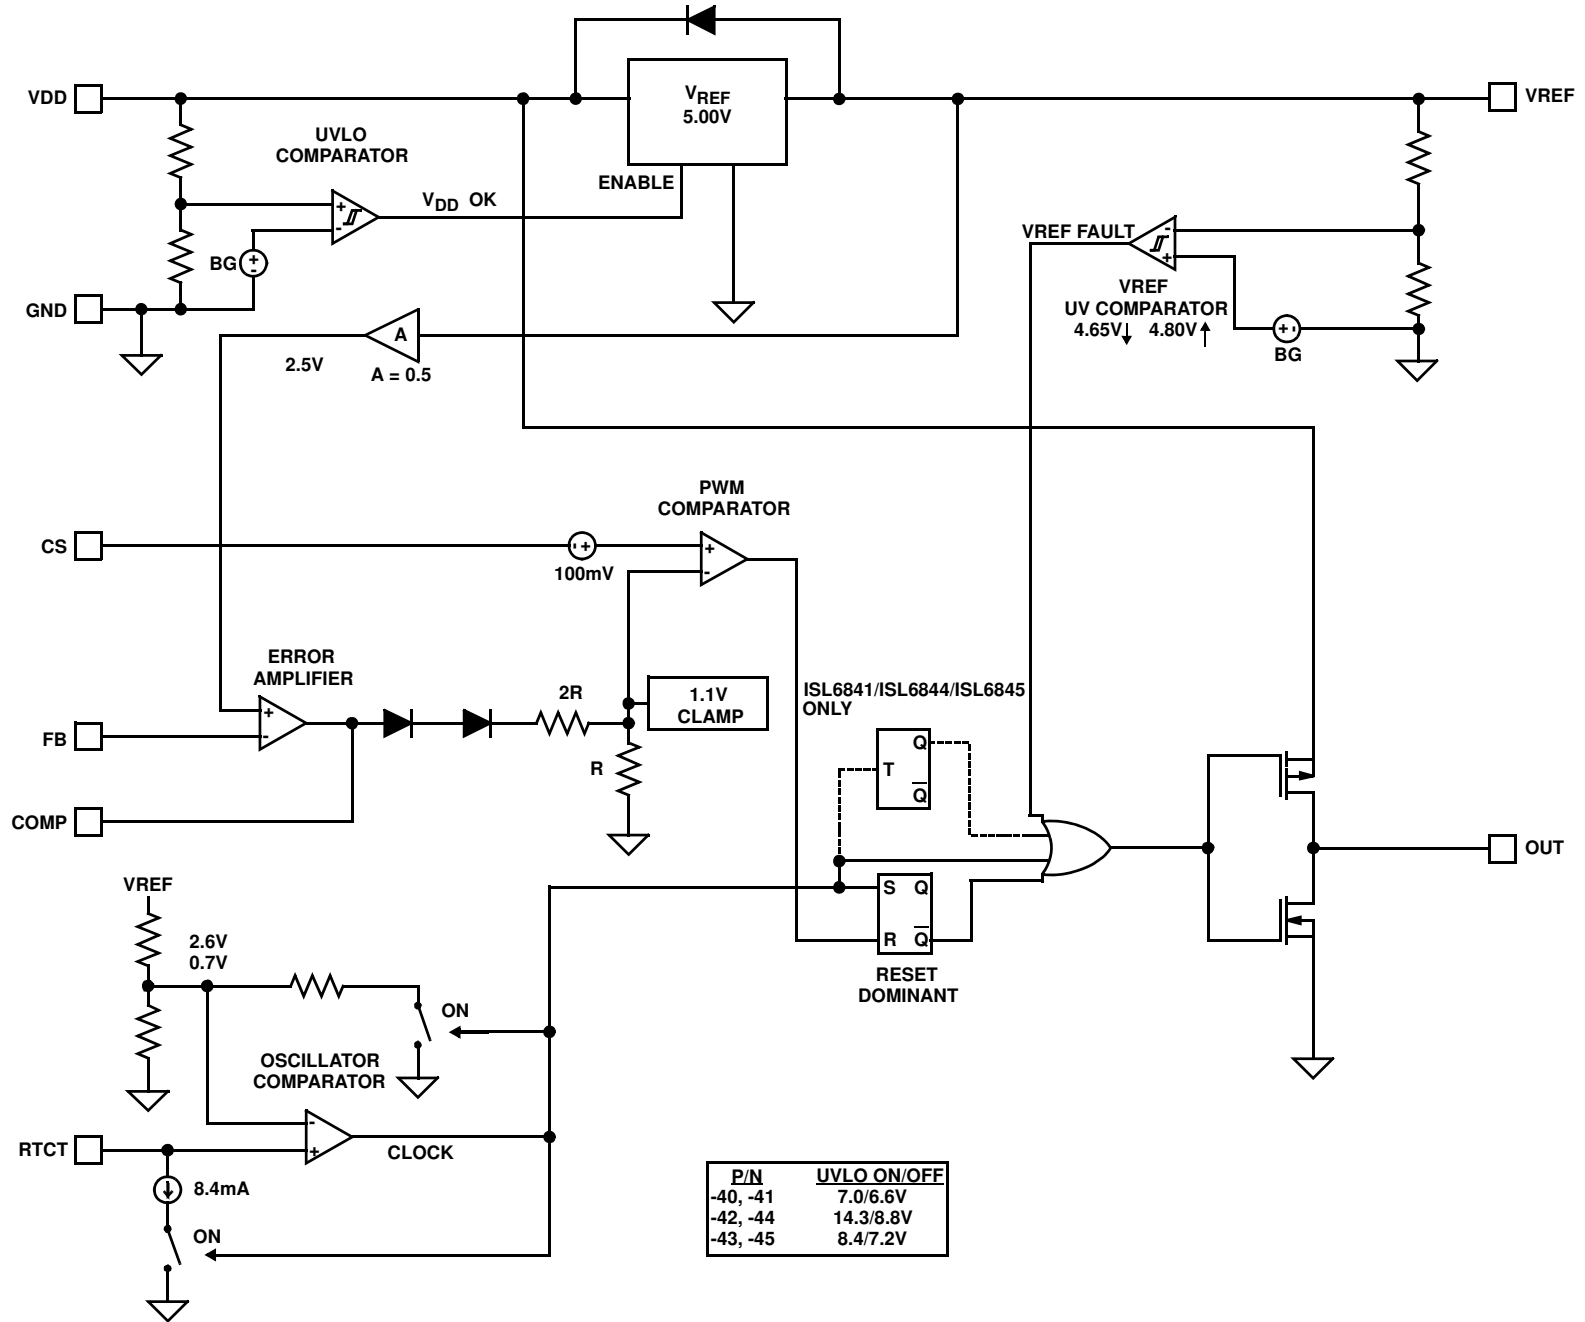 VDD
VREF
5.00V
VREF
UVLO
COMPARATOR
ENABLE
VDD OK
+
-
BG
+
-
GND
VREF FAULT
-
+
VREF
UV COMPARATOR
4.65V↓ 4.80V↑
+ -
BG
A
2.5V
A = 0.5
PWM
COMPARATOR
CS
- +
100mV
+
-
ERROR
AMPLIFIER
+
-
FB
2R
1.1V
CLAMP
R
COMP
ISL6841/ISL6844/ISL6845
ONLY
Q
T
Q
OUT
S Q
R Q
RESET
DOMINANT
VREF
2.6V
0.7V
ON
OSCILLATOR
COMPARATOR
-
+
RTCT
CLOCK
8.4mA
ON
P/N UVLO ON/OFF
-40, -41 7.0/6.6V
-42, -44 14.3/8.8V
-43, -45 8.4/7.2V